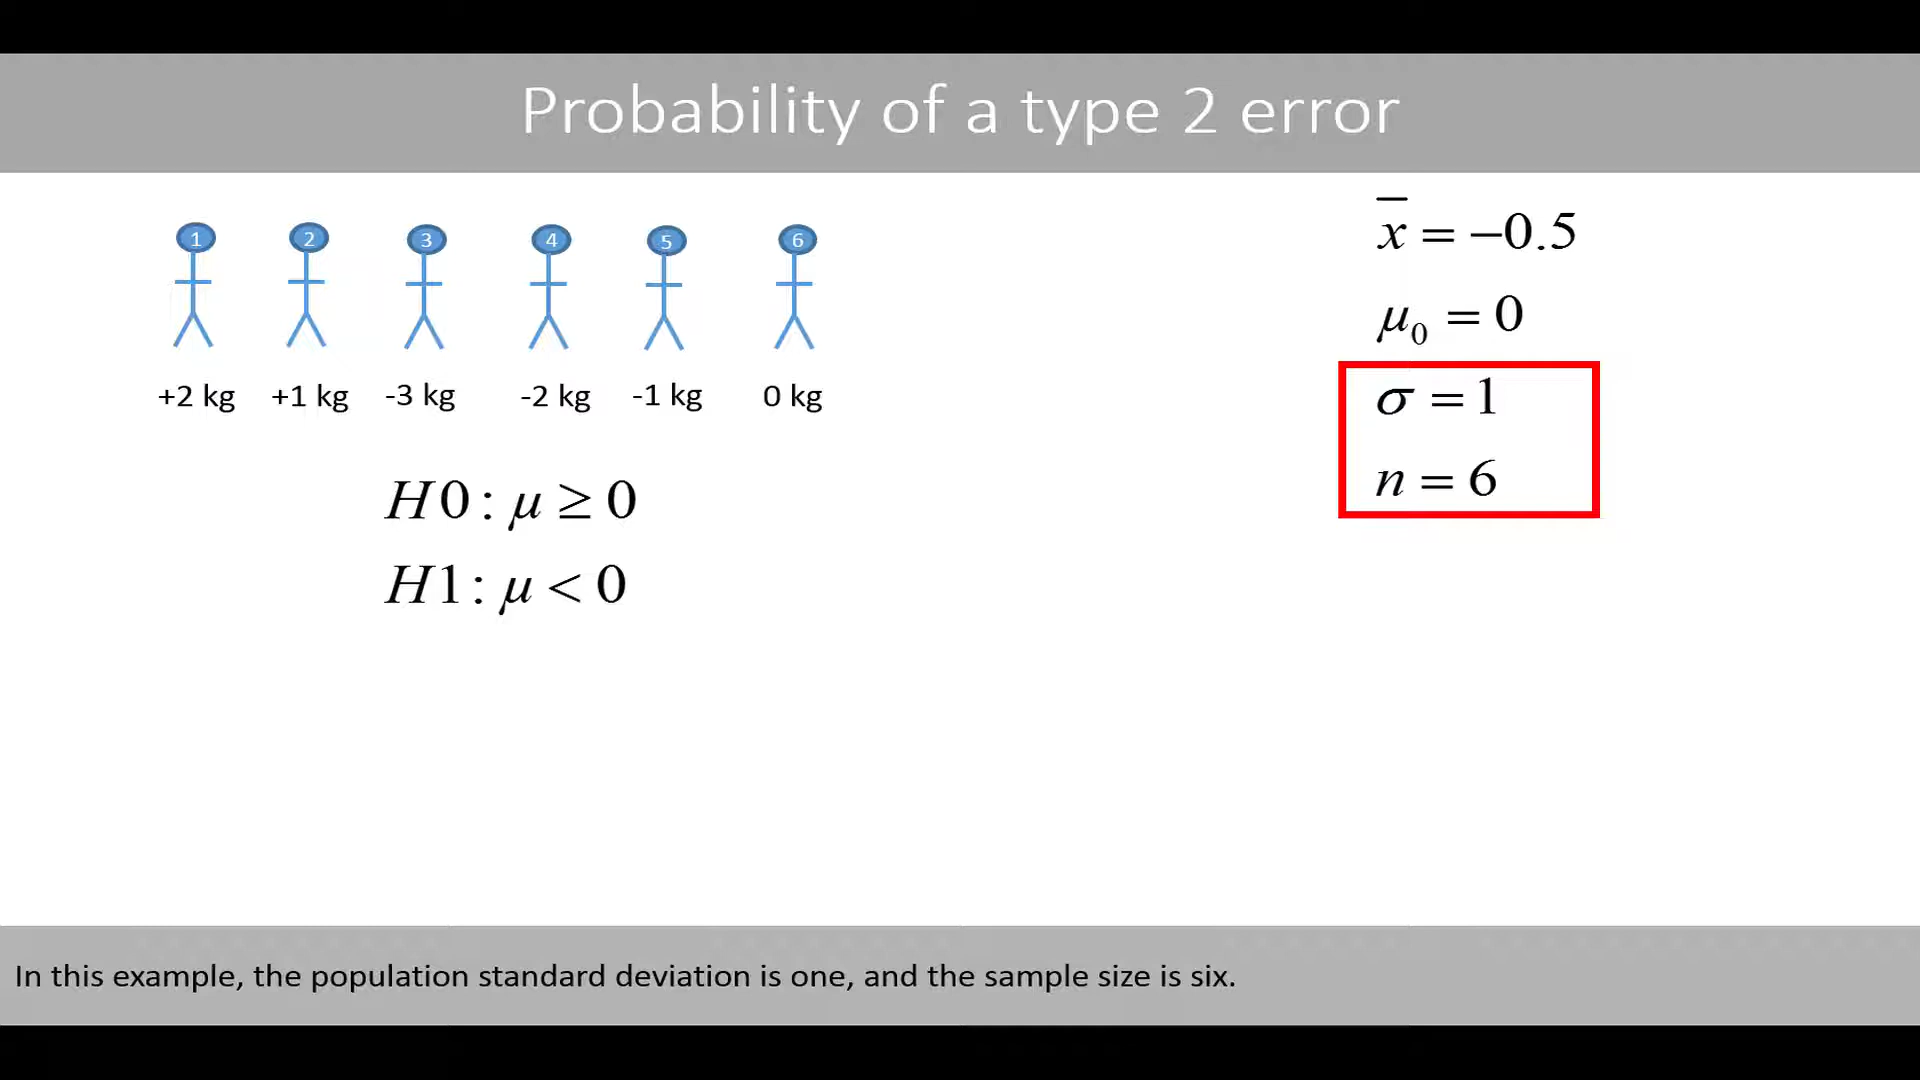 Probability of a type 2 error
1 2 3 4 5 6
+2 kg +1 kg -3 kg -2 kg -1 kg 0 kg
H0: μ ≥ 0
H1: μ < 0
x̅ = −0.5
μ₀ = 0
σ = 1
n = 6
In this example, the population standard deviation is one, and the sample size is six.